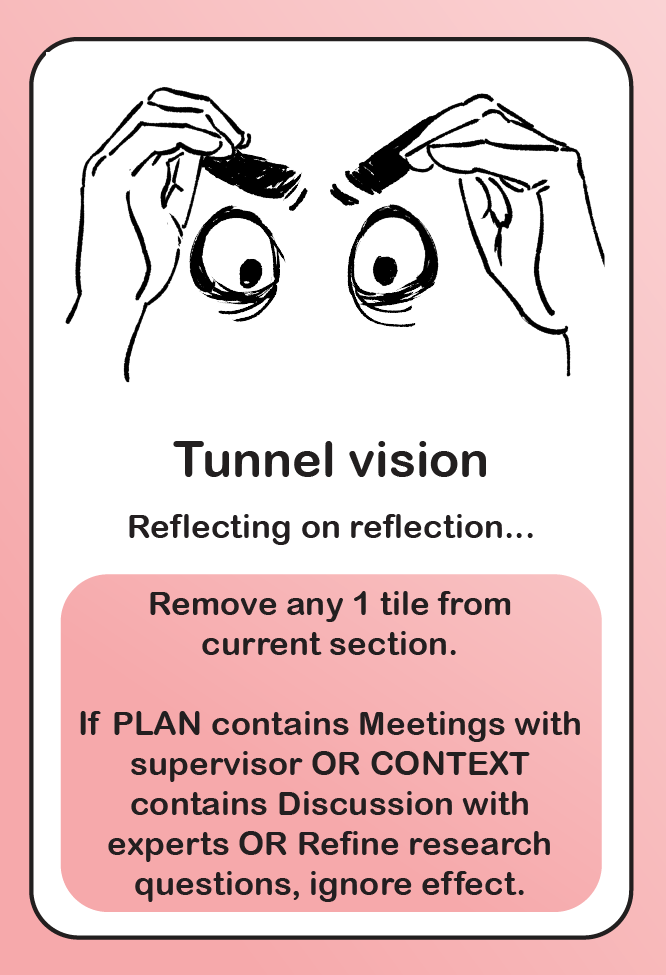 Tunnel vision
Reflecting on reflection...
Remove any 1 tile from
current section.
If PLAN contains Meetings with
supervisor OR CONTEXT
contains Discussion with
experts OR Refine research
questions, ignore effect.